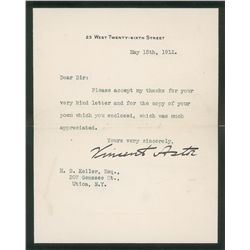 23 West Twenty-sixth Street
May 15th, 1912.
Dear Sir:
Please accept my thanks for your
very kind letter and for the copy of your
poem which you enclosed, which was much
appreciated.
Yours very sincerely,
Vincent Astor
M. D. Keller, Esq.,
207 Genesee St.,
Utica, N.Y.